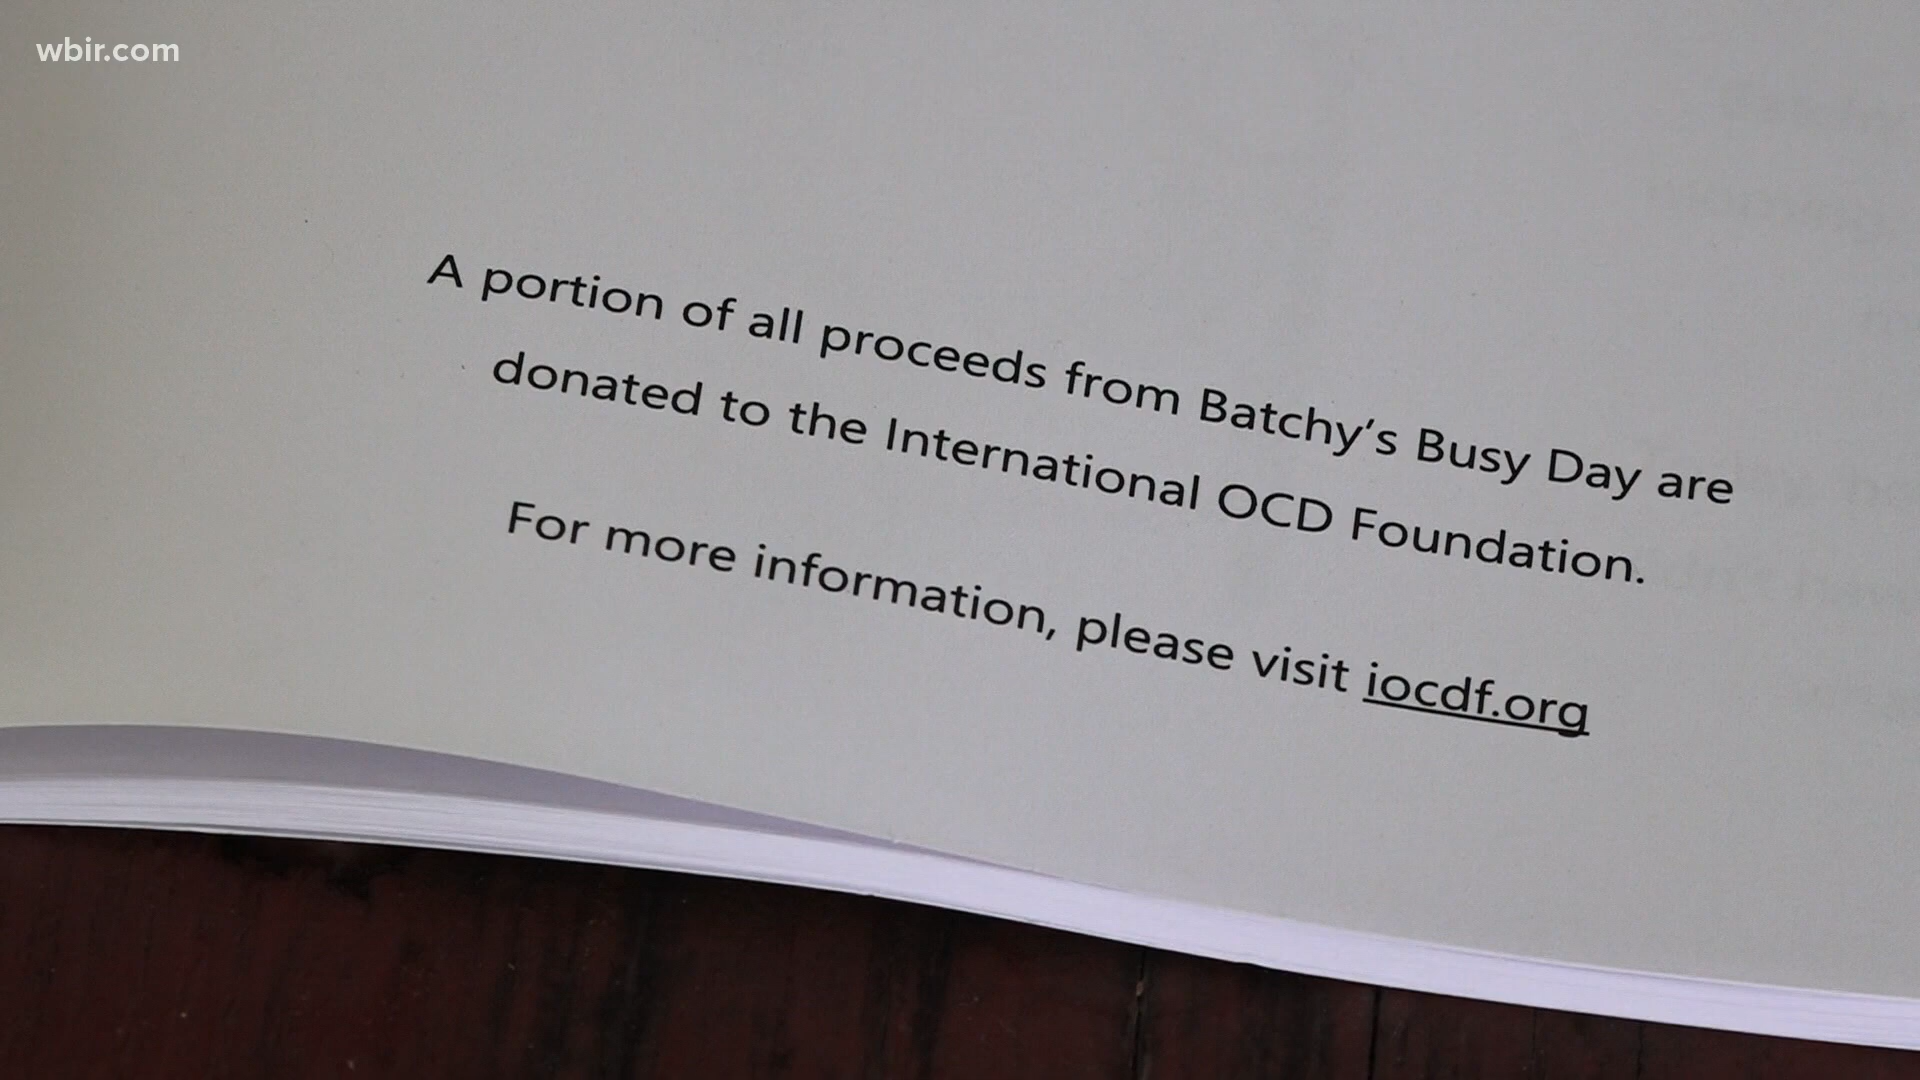 wbir.com
A portion of all proceeds from Batchy's Busy Day are
donated to the International OCD Foundation.
For more information, please visit iocdf.org